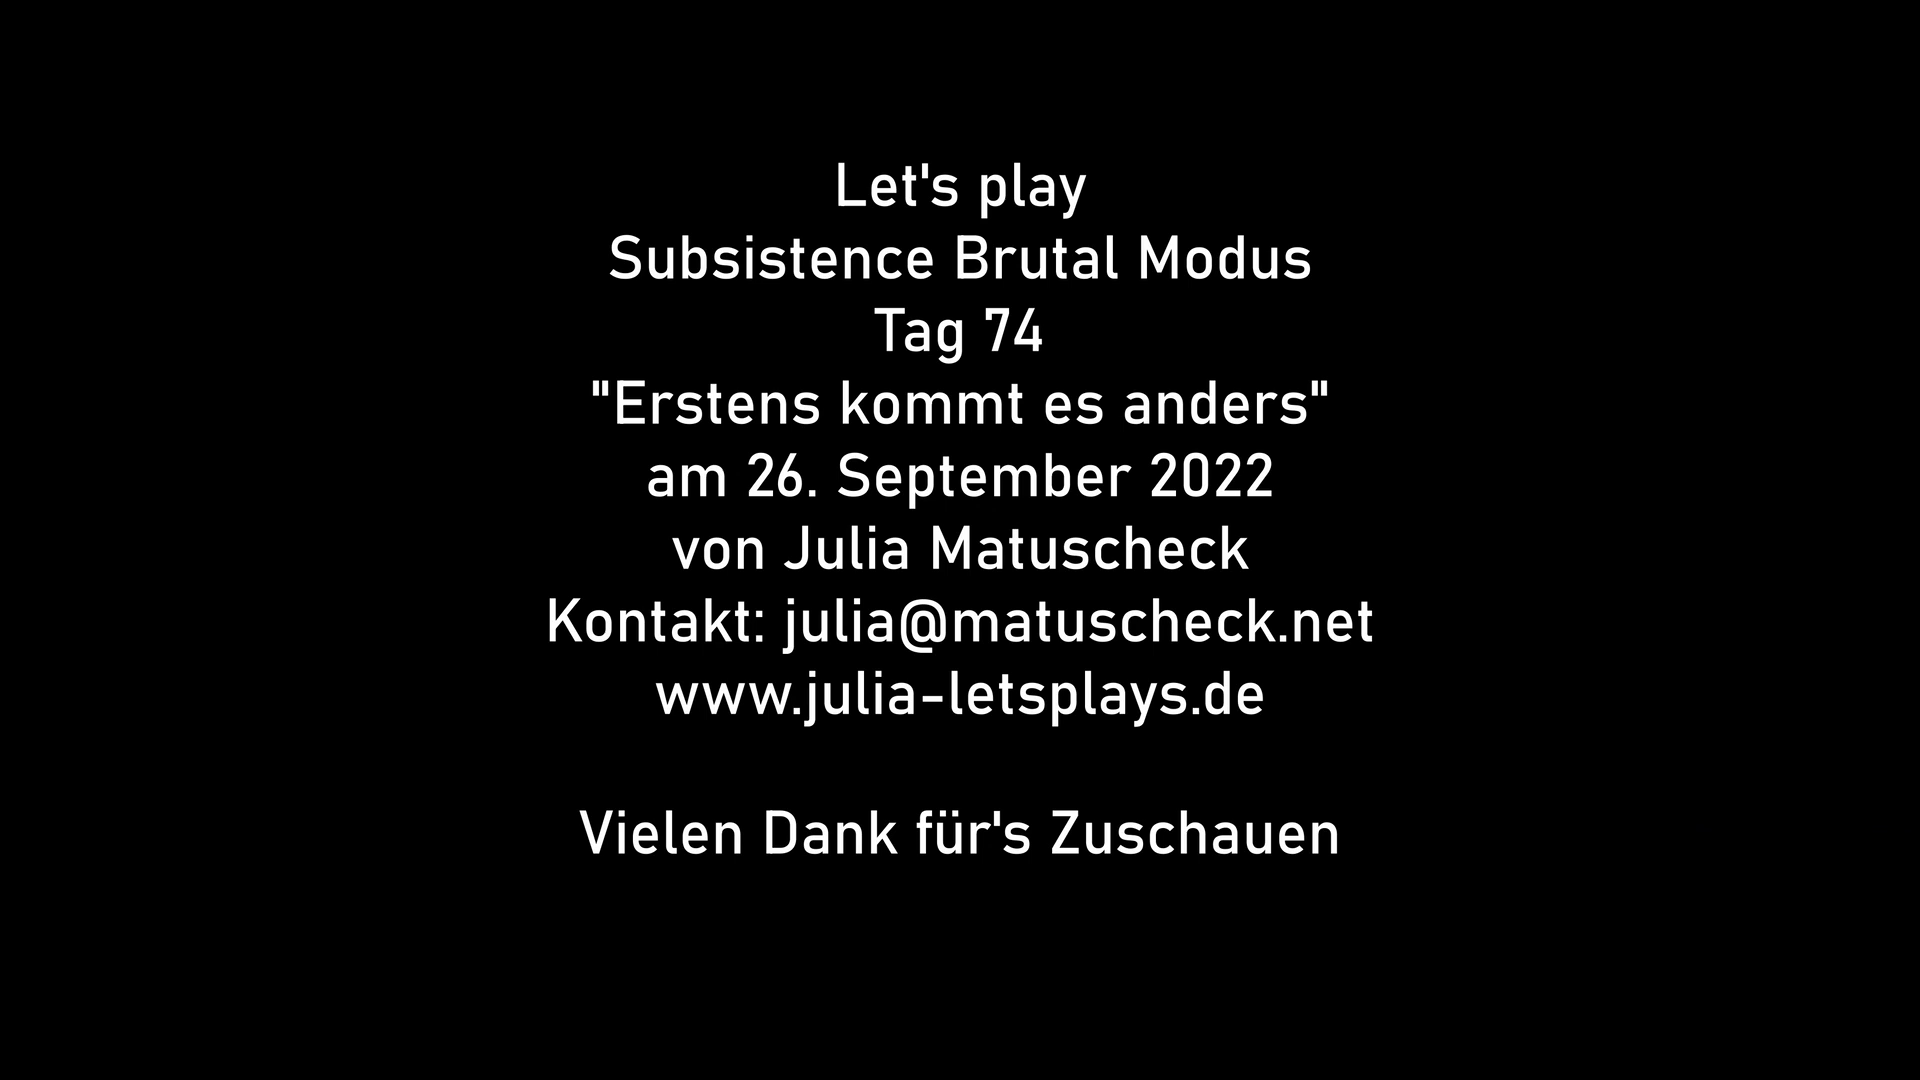 Let's play
Subsistence Brutal Modus
Tag 74
"Erstens kommt es anders"
am 26. September 2022
von Julia Matuscheck
Kontakt: julia@matuscheck.net
www.julia-letsplays.de
Vielen Dank für's Zuschauen